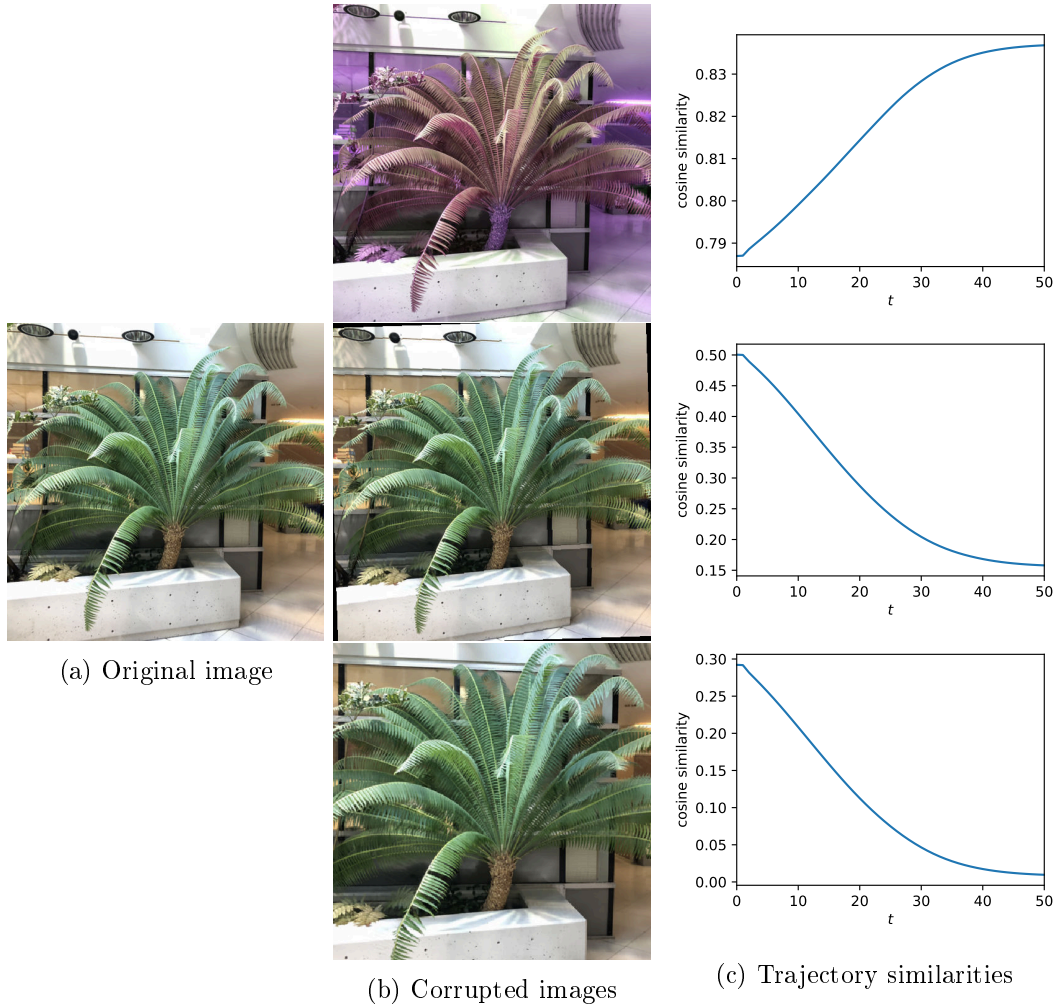 0.83
0.82
0.81
0.80
0.79
cosine similarity
0 10 20 30 40 50
t
0.50
0.45
0.40
0.35
0.30
0.25
0.20
0.15
cosine similarity
0 10 20 30 40 50
t
(a) Original image
0.30
0.25
0.20
0.15
0.10
0.05
0.00
cosine similarity
0 10 20 30 40 50
t
(b) Corrupted images
(c) Trajectory similarities